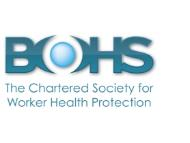 BOHS
The Chartered Society for
Worker Health Protection